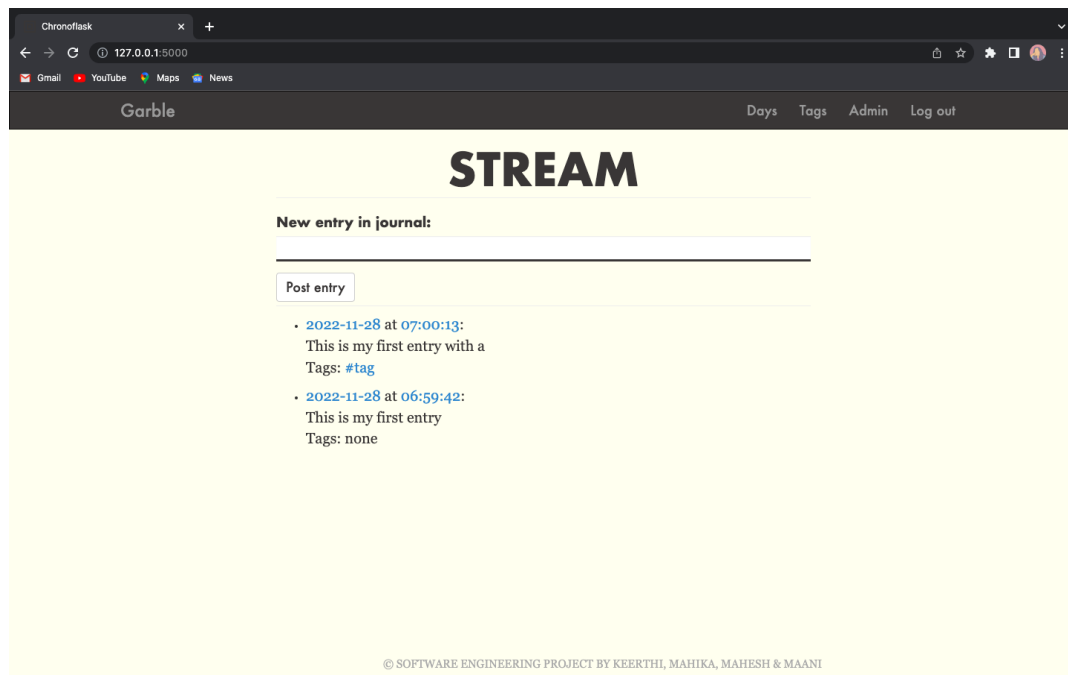 Chronoflask
127.0.0.1:5000
Gmail YouTube Maps News
Garble Days Tags Admin Log out
STREAM
New entry in journal:
Post entry
• 2022-11-28 at 07:00:13:
This is my first entry with a
Tags: #tag
• 2022-11-28 at 06:59:42:
This is my first entry
Tags: none
© SOFTWARE ENGINEERING PROJECT BY KEERTHI, MAHIKA, MAHESH & MAANI